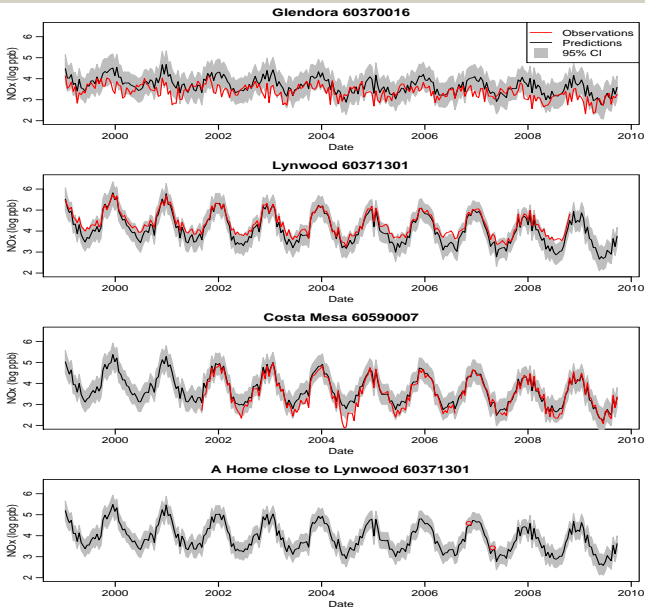 Glendora 60370016
NOx (log ppb)
6
5
4
3
2
Observations
Predictions
95% CI
2000 2002 2004 2006 2008 2010
Date
Lynwood 60371301
NOx (log ppb)
6
5
4
3
2
2000 2002 2004 2006 2008 2010
Date
Costa Mesa 60590007
NOx (log ppb)
6
5
4
3
2
2000 2002 2004 2006 2008 2010
Date
A Home close to Lynwood 60371301
NOx (log ppb)
6
5
4
3
2
2000 2002 2004 2006 2008 2010
Date